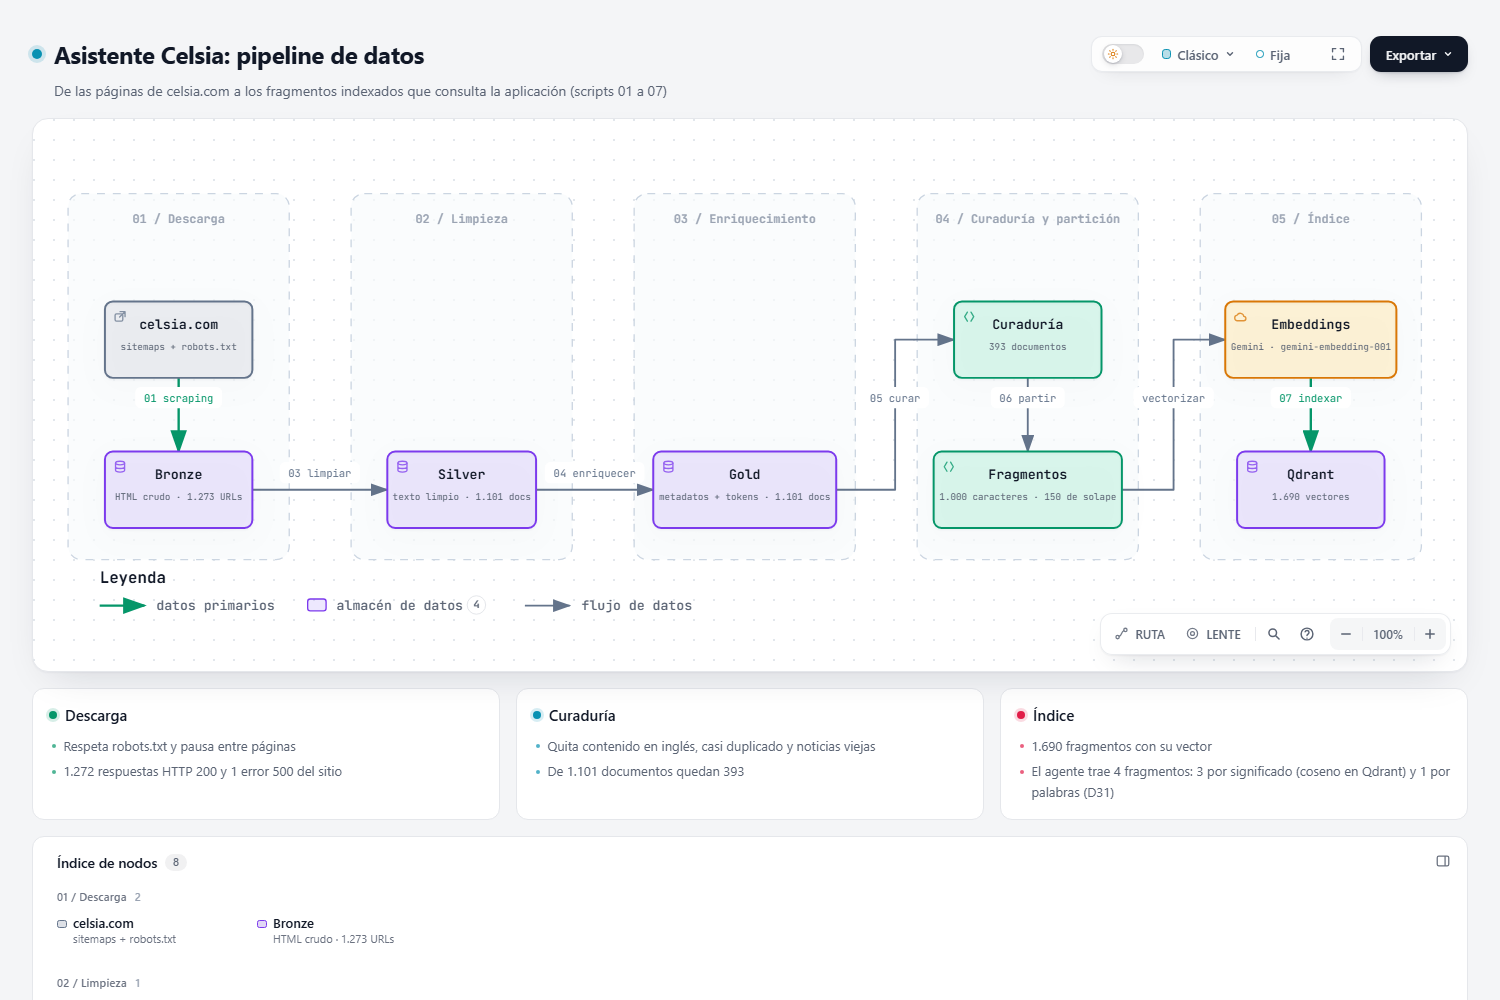 Asistente Celsia: pipeline de datos
De las páginas de celsia.com a los fragmentos indexados que consulta la aplicación (scripts 01 a 07)
Clásico
Fija
Exportar
01 / Descarga
02 / Limpieza
03 / Enriquecimiento
04 / Curaduría y partición
05 / Índice
celsia.com
sitemaps + robots.txt
Curaduría
393 documentos
Embeddings
Gemini · gemini-embedding-001
01 scraping
05 curar
06 partir
vectorizar
07 indexar
Bronze
HTML crudo · 1.273 URLs
03 limpiar
Silver
texto limpio · 1.101 docs
04 enriquecer
Gold
metadatos + tokens · 1.101 docs
Fragmentos
1.000 caracteres · 150 de solape
Qdrant
1.690 vectores
Leyenda
datos primarios
almacén de datos 4
flujo de datos
RUTA
LENTE
100%
Descarga
Respeta robots.txt y pausa entre páginas
1.272 respuestas HTTP 200 y 1 error 500 del sitio
Curaduría
Quita contenido en inglés, casi duplicado y noticias viejas
De 1.101 documentos quedan 393
Índice
1.690 fragmentos con su vector
El agente trae 4 fragmentos: 3 por significado (coseno en Qdrant) y 1 por
palabras (D31)
Índice de nodos 8
01 / Descarga 2
celsia.com
sitemaps + robots.txt
Bronze
HTML crudo · 1.273 URLs
02 / Limpieza 1